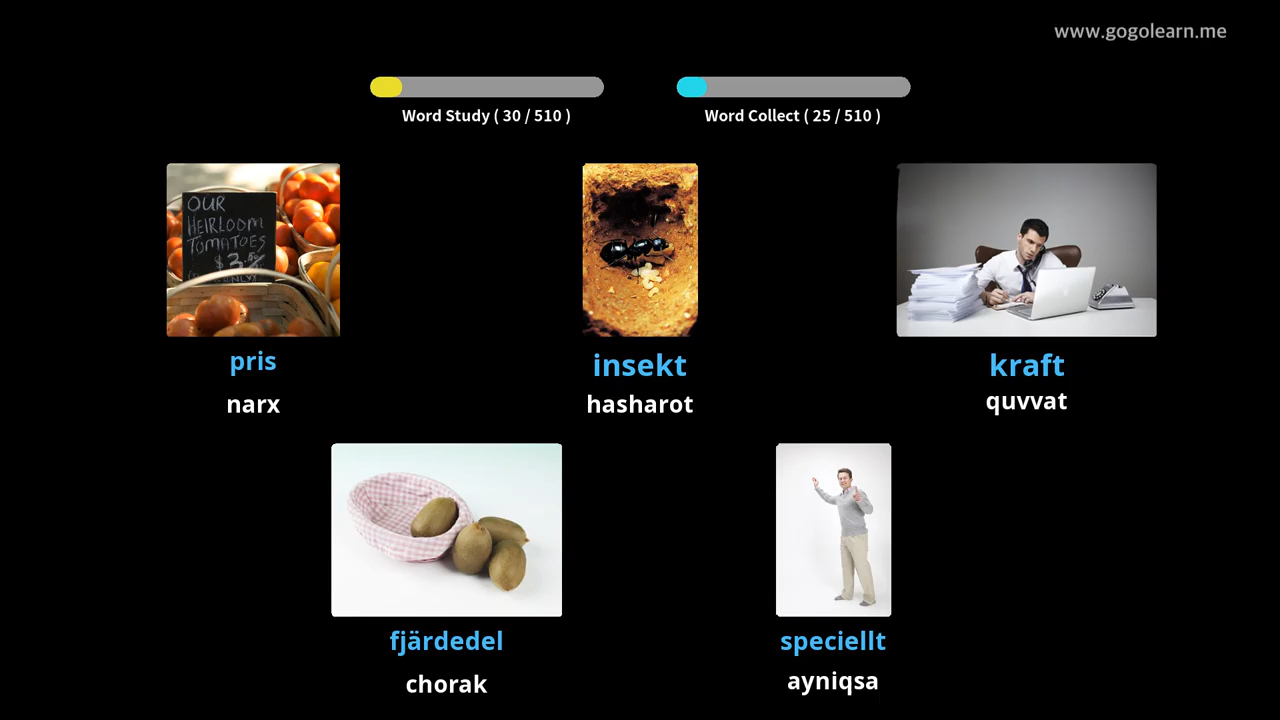 www.gogolearn.me
Word Study ( 30 / 510 )
Word Collect ( 25 / 510 )
OUR
HEIRLOOM
TOMATOES
pris
narx
insekt
hasharot
kraft
quvvat
fjärdedel
chorak
speciellt
ayniqsa